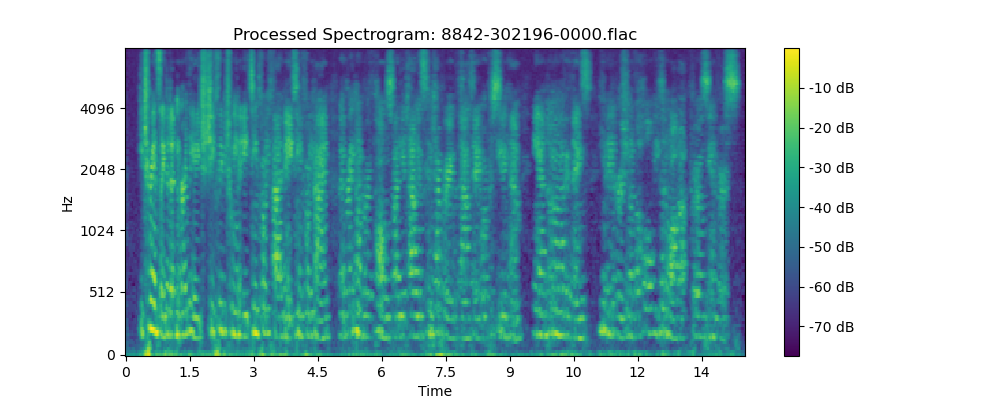 Processed Spectrogram: 8842-302196-0000.flac
Hz
4096
2048
1024
512
0
0 1.5 3 4.5 6 7.5 9 10 12 14
Time
-10 dB
-20 dB
-30 dB
-40 dB
-50 dB
-60 dB
-70 dB